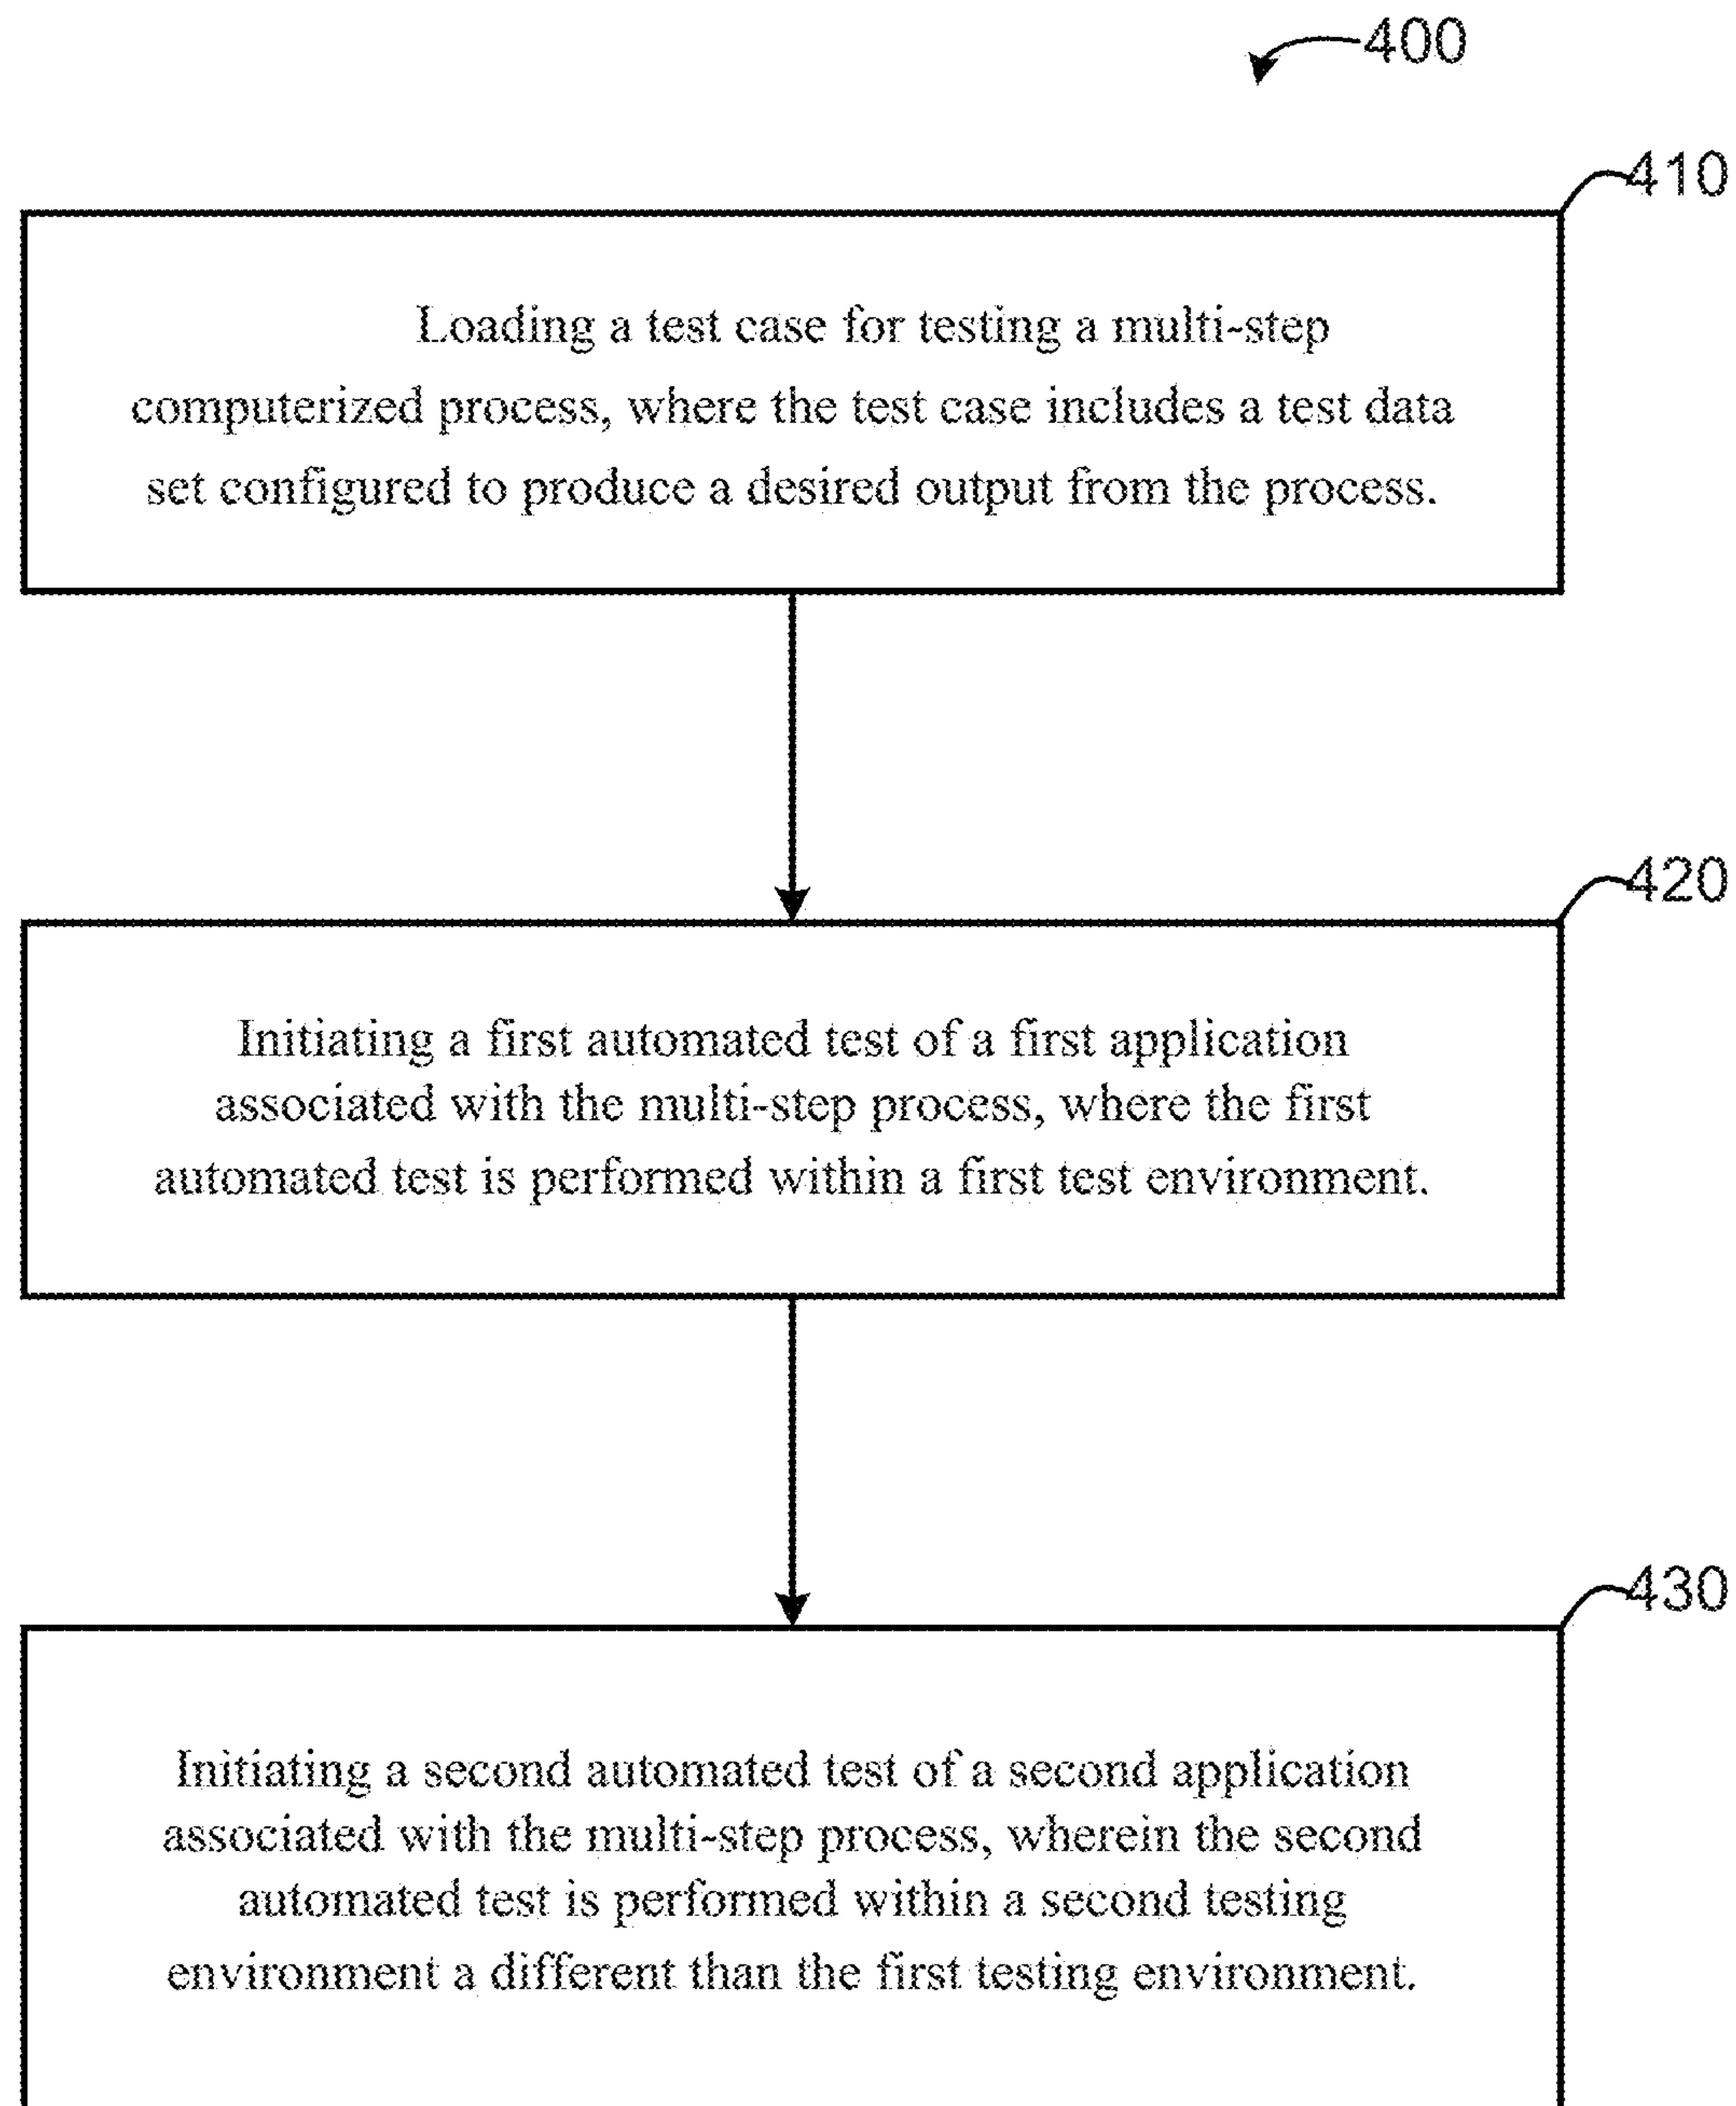 400
410
Loading a test case for testing a multi-step
computerized process, where the test case includes a test data
set configured to produce a desired output from the process.
420
Initiating a first automated test of a first application
associated with the multi-step process, where the first
automated test is performed within a first test environment.
430
Initiating a second automated test of a second application
associated with the multi-step process, wherein the second
automated test is performed within a second testing
environment a different than the first testing environment.